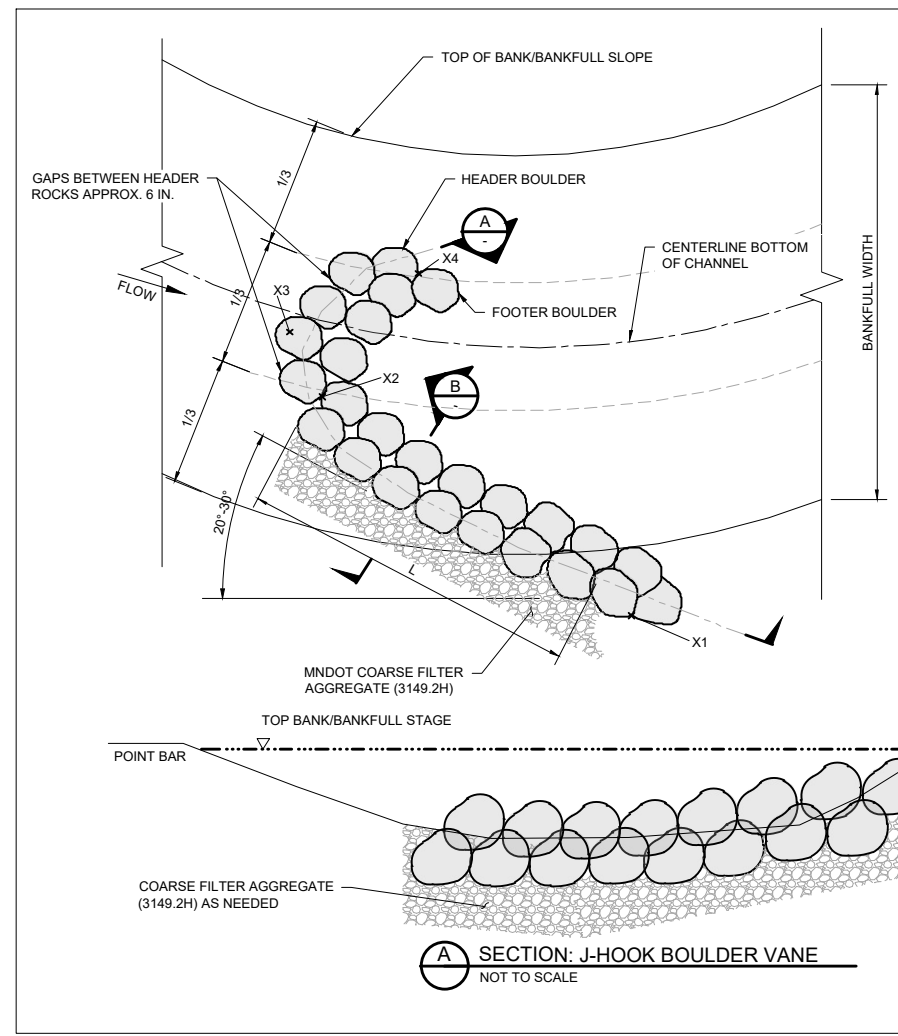 TOP OF BANK/BANKFULL SLOPE
1/3
GAPS BETWEEN HEADER
ROCKS APPROX. 6 IN.
HEADER BOULDER
A
-
X4
CENTERLINE BOTTOM
OF CHANNEL
BANKFULL WIDTH
FLOW
X3
1/3
FOOTER BOULDER
X2
B
-
1/3
20°-30°
L
X1
MNDOT COARSE FILTER
AGGREGATE (3149.2H)
TOP BANK/BANKFULL STAGE
POINT BAR
COARSE FILTER AGGREGATE
(3149.2H) AS NEEDED
A
SECTION: J-HOOK BOULDER VANE
NOT TO SCALE